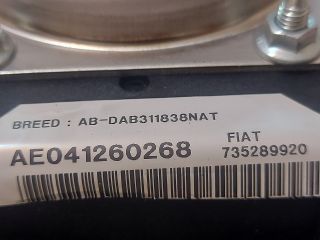 BREED : AB-DAB311838NAT
AE041260268
FIAT
735289920